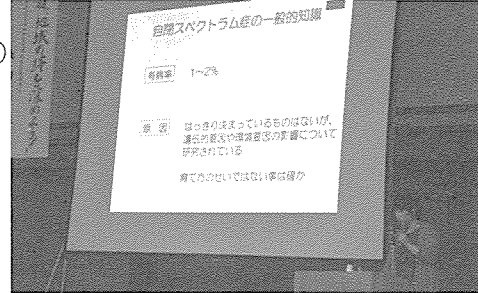 自閉スペクトラム症の一般的知識
有病率 1~2%
原因 はっきり決まっているものはないが、
遺伝的要因や環境要因の影響について
研究されている
育て方のせいではない事は確か